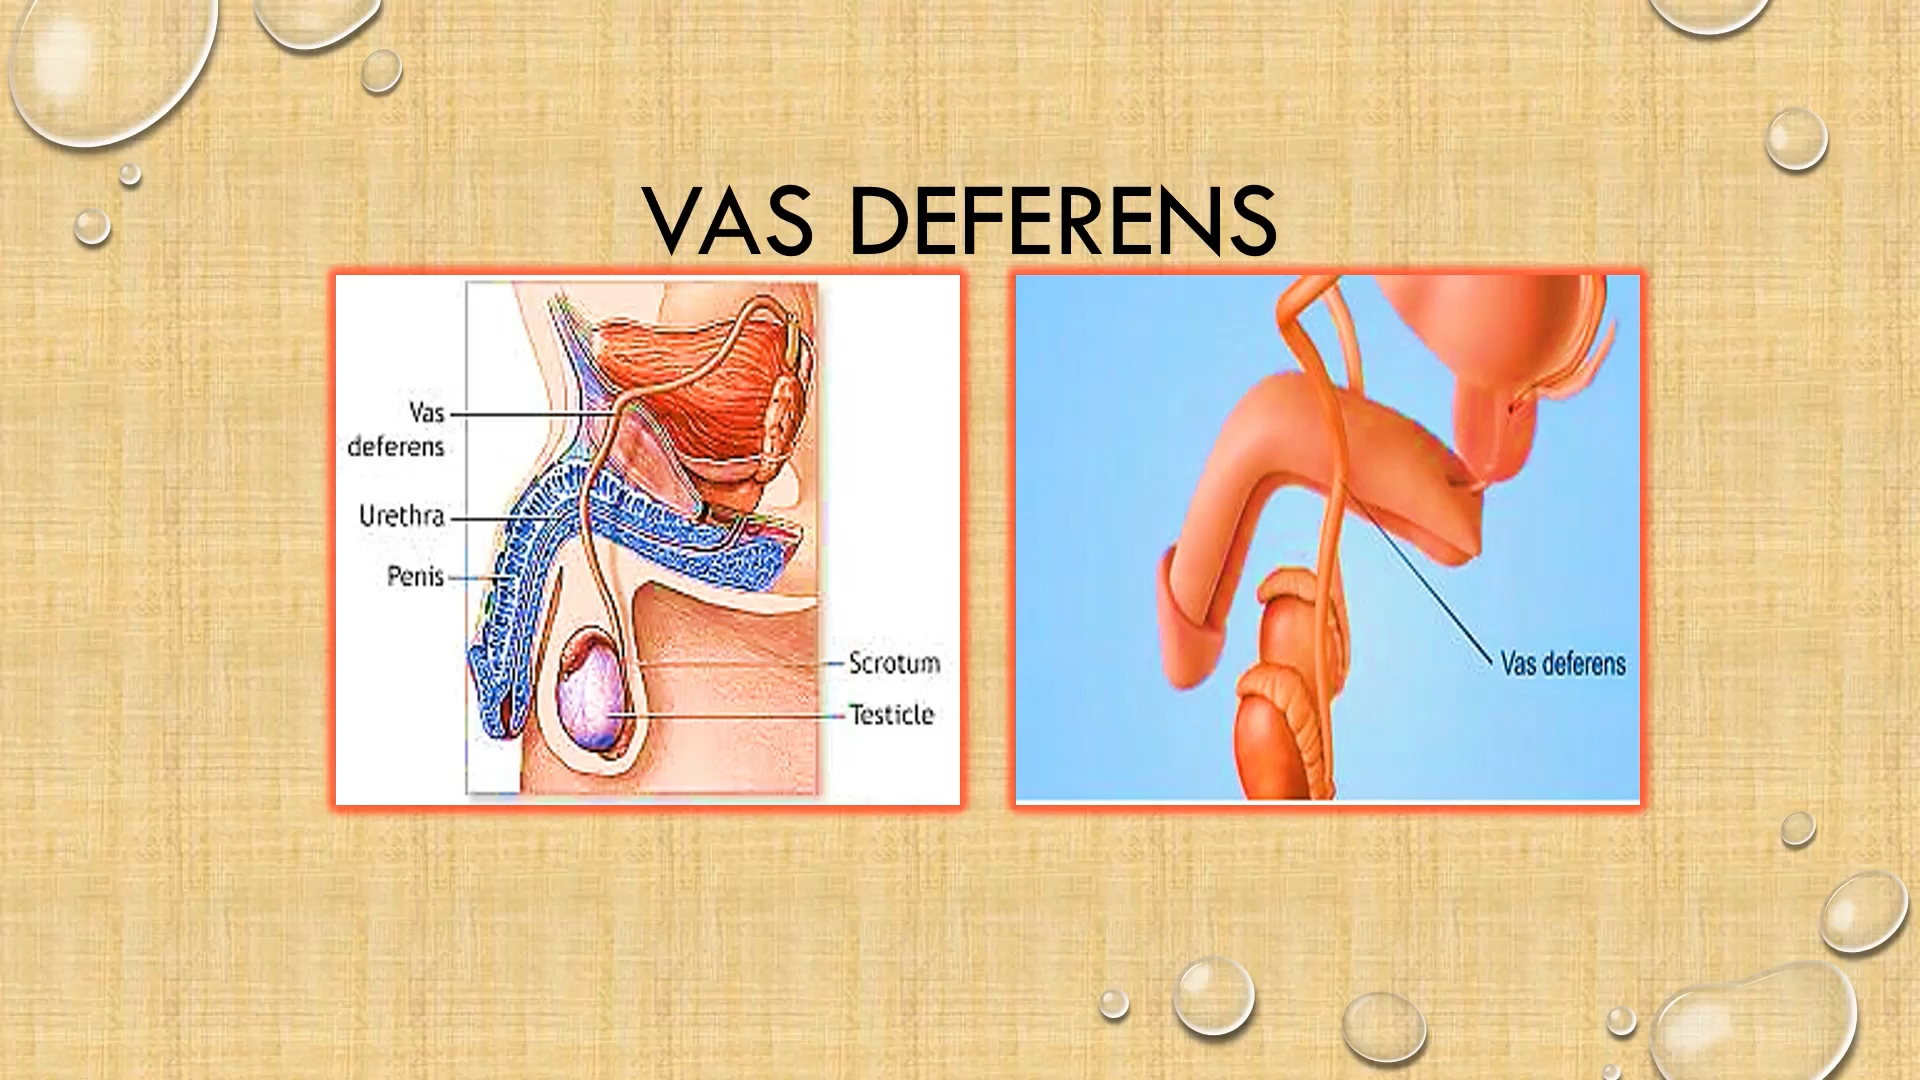 VAS DEFERENS
Vas
deferens
Urethra
Penis
Scrotum
Testicle
Vas deferens